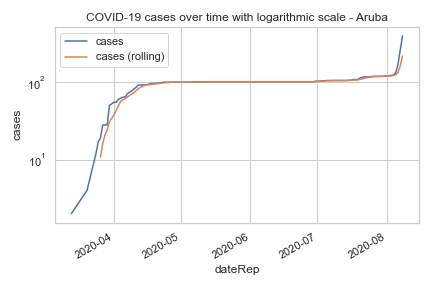 COVID-19 cases over time with logarithmic scale - Aruba
cases
cases (rolling)
10²
10¹
cases
2020-04
2020-05
2020-06
2020-07
2020-08
dateRep